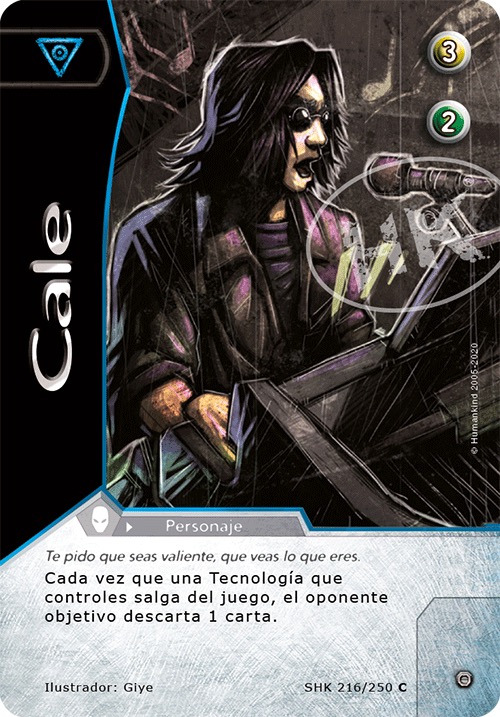 3
2
Cale
HK
© Humankind 2005-2020
Personaje
Te pido que seas valiente, que veas lo que eres.
Cada vez que una Tecnología que
controles salga del juego, el oponente
objetivo descarta 1 carta.
Ilustrador: Giye
SHK 216/250 C